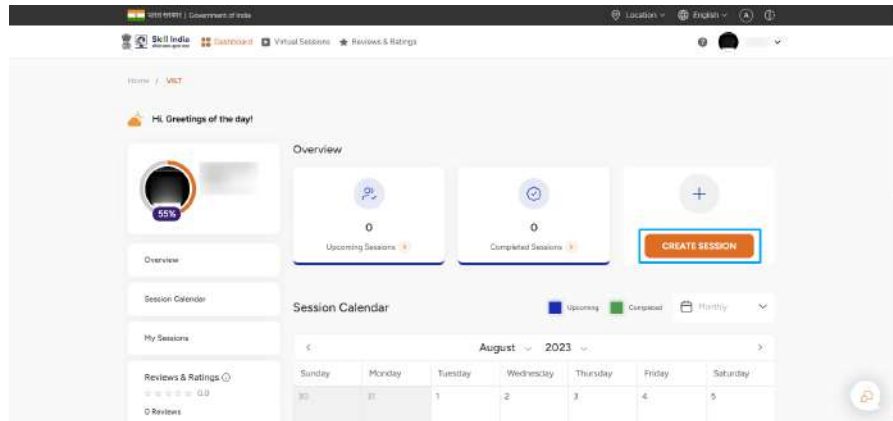 भारत सरकार | Government of India
Location
English
A
Skill India
Dashboard
Virtual Sessions
Reviews & Ratings
Home / VILT
Hi, Greetings of the day!
55%
Overview
Session Calendar
My Sessions
Reviews & Ratings
0.0
0 Reviews
Overview
0
Upcoming Sessions
0
Completed Sessions
+
CREATE SESSION
Session Calendar
Upcoming
Completed
Monthly
August 2023
Sunday Monday Tuesday Wednesday Thursday Friday Saturday
30 31 1 2 3 4 5